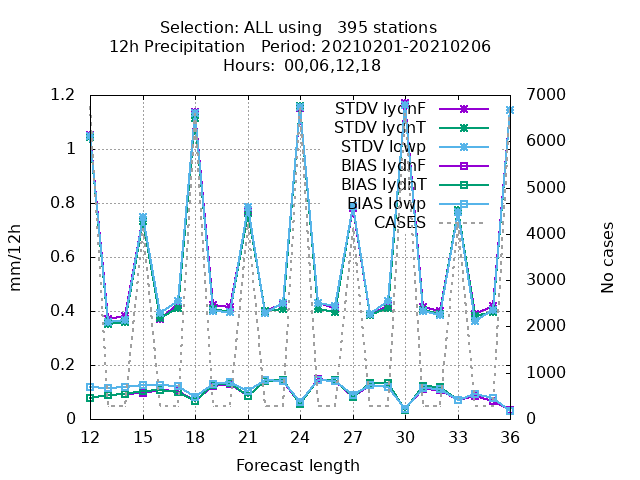 Selection: ALL using   395 stations
12h Precipitation   Period: 20210201-20210206
Hours: 00,06,12,18
STDV lydnF
STDV lydnT
STDV lowp
BIAS lydnF
BIAS lydnT
BIAS lowp
CASES
mm/12h
No cases
1.2
1
0.8
0.6
0.4
0.2
0
7000
6000
5000
4000
3000
2000
1000
0
12 15 18 21 24 27 30 33 36
Forecast length